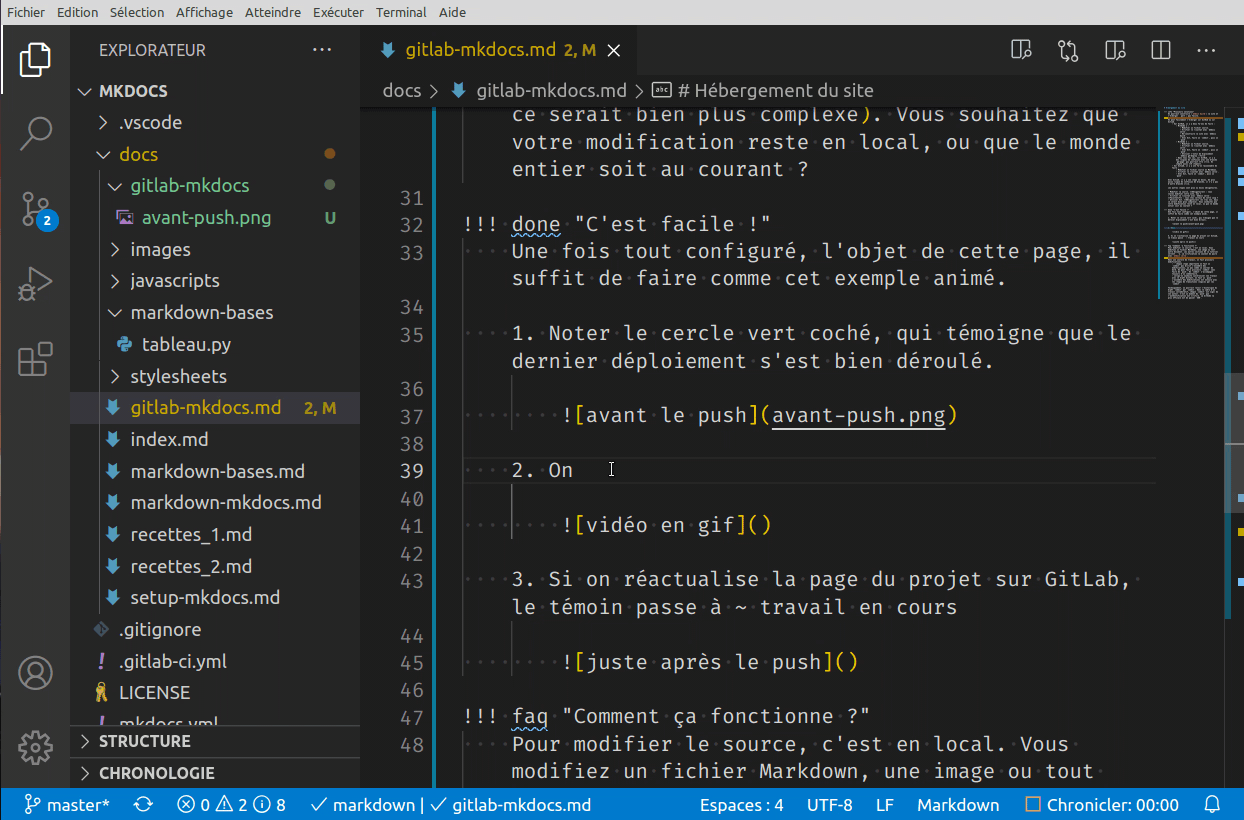 Fichier Edition Sélection Affichage Atteindre Exécuter Terminal Aide
EXPLORATEUR ···
MKDOCS
.vscode
docs
gitlab-mkdocs
avant-push.png U
images
javascripts
markdown-bases
tableau.py
stylesheets
gitlab-mkdocs.md 2, M
index.md
markdown-bases.md
markdown-mkdocs.md
recettes_1.md
recettes_2.md
setup-mkdocs.md
.gitignore
.gitlab-ci.yml
LICENSE
mkdocs.yml
STRUCTURE
CHRONOLOGIE
2
gitlab-mkdocs.md 2, M
docs > gitlab-mkdocs.md > abc # Hébergement du site
ce serait bien plus complexe). Vous souhaitez que
votre modification reste en local, ou que le monde
entier soit au courant ?
31
32 !!! done "C'est facile !"
33 Une fois tout configuré, l'objet de cette page, il
suffit de faire comme cet exemple animé.
34
35 1. Noter le cercle vert coché, qui témoigne que le
dernier déploiement s'est bien déroulé.
36
37 ![avant le push](avant-push.png)
38
39 2. On
40
41 ![vidéo en gif]()
42
43 3. Si on réactualise la page du projet sur GitLab,
le témoin passe à ~ travail en cours
44
45 ![juste après le push]()
46
47 !!! faq "Comment ça fonctionne ?"
48 Pour modifier le source, c'est en local. Vous
modifiez un fichier Markdown, une image ou tout
master* 0 2 8 markdown | gitlab-mkdocs.md Espaces : 4 UTF-8 LF Markdown Chronicler: 00:00